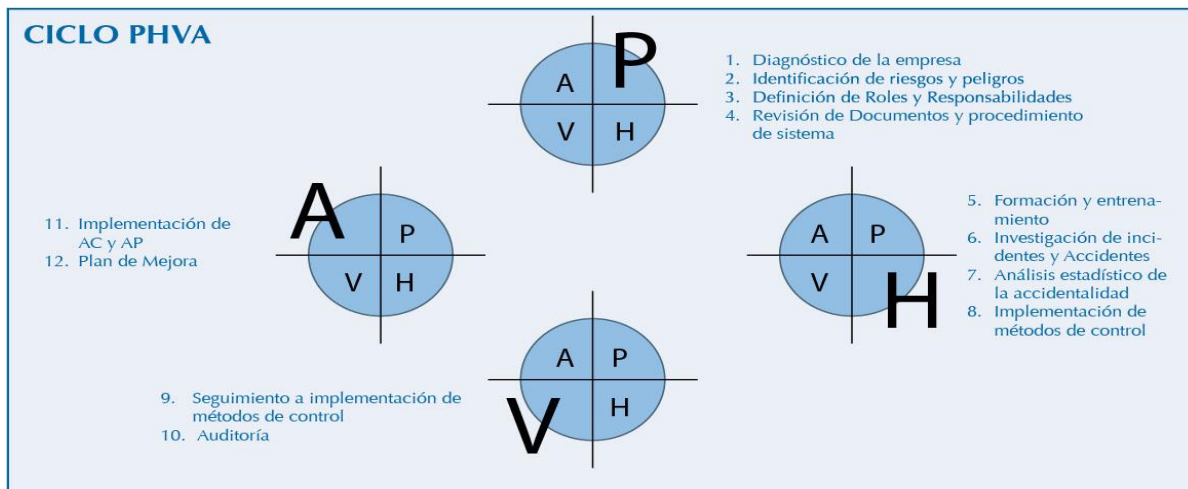 CICLO PHVA
P
A
V
H
1. Diagnóstico de la empresa
2. Identificación de riesgos y peligros
3. Definición de Roles y Responsabilidades
4. Revisión de Documentos y procedimiento
de sistema
A
P
V
H
11. Implementación de
AC y AP
12. Plan de Mejora
A
P
V
H
5. Formación y entrena-
miento
6. Investigación de inci-
dentes y Accidentes
7. Análisis estadístico de
la accidentalidad
8. Implementación de
métodos de control
A
P
V
H
9. Seguimiento a implementación de
métodos de control
10. Auditoría